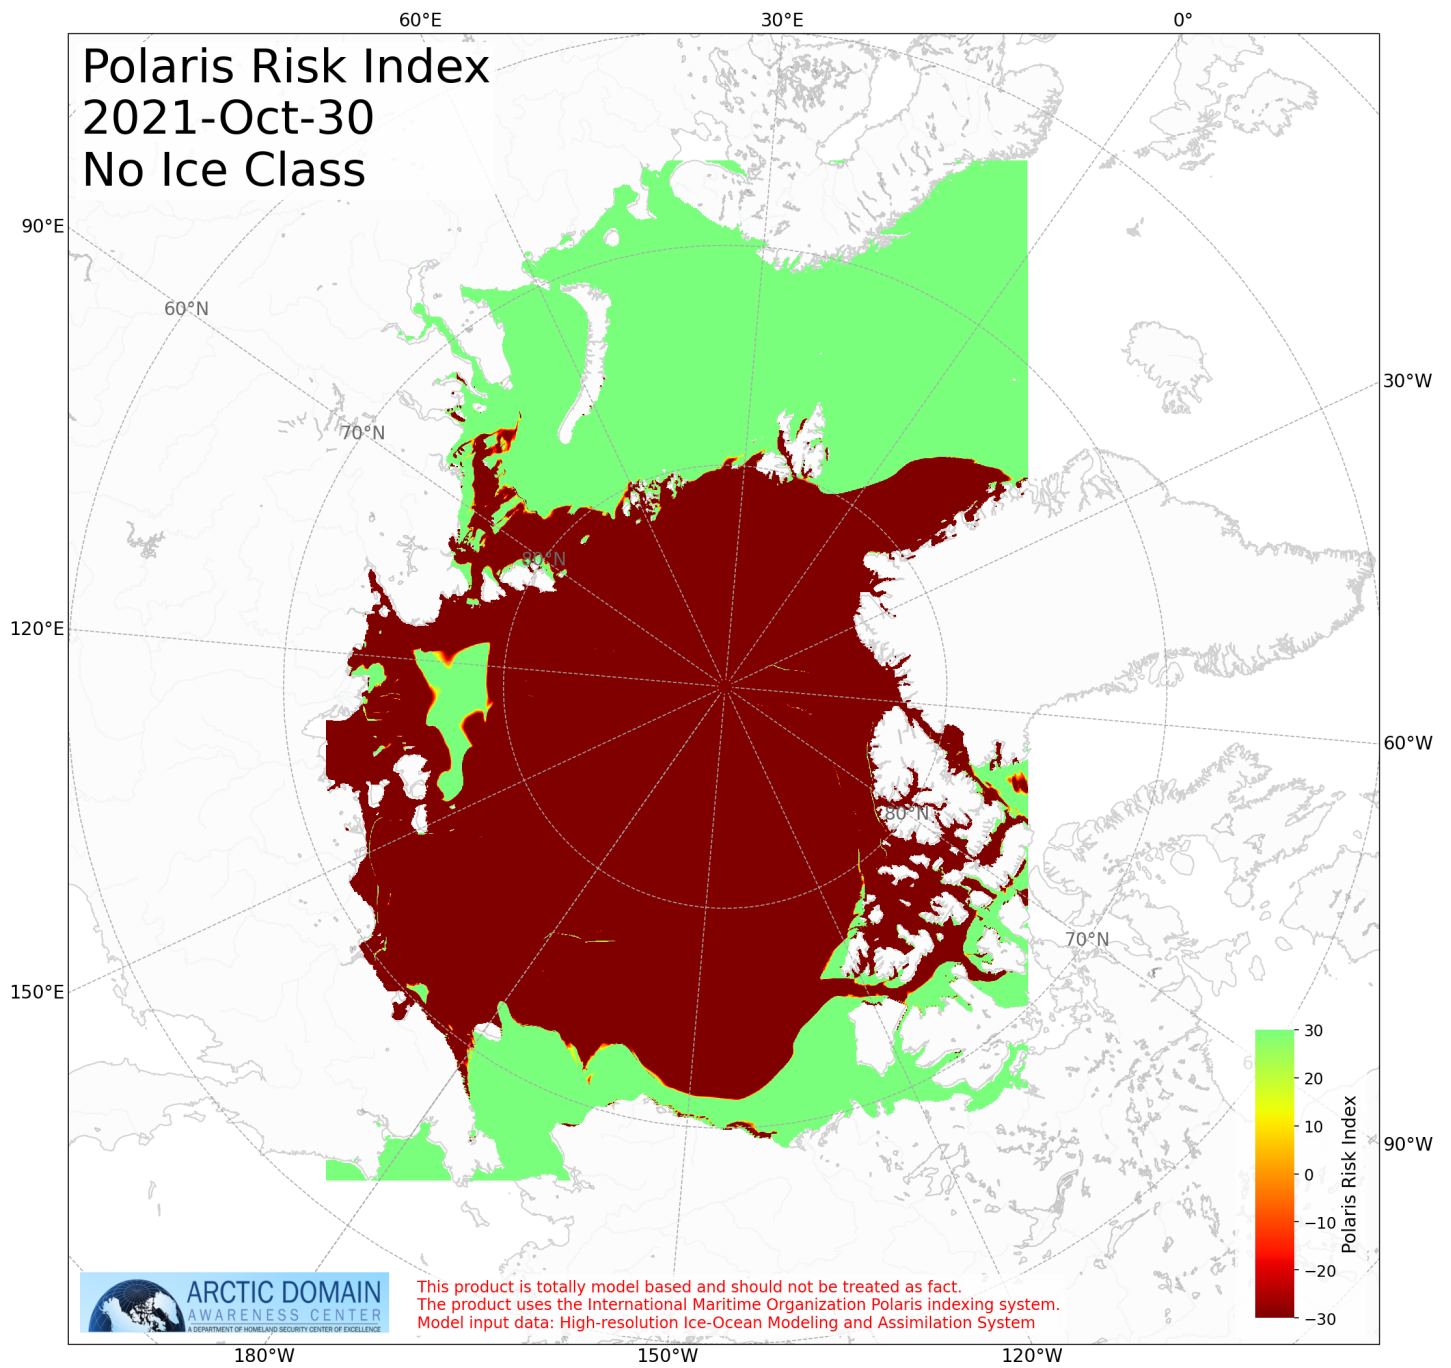 60°E
30°E
0°
Polaris Risk Index
2021-Oct-30
No Ice Class
90°E
60°N
30°W
70°N
80°N
120°E
60°W
80°N
70°N
150°E
30
20
10
0
−10
−20
−30
Polaris Risk Index
90°W
ARCTIC DOMAIN
AWARENESS CENTER
A DEPARTMENT OF HOMELAND SECURITY CENTER OF EXCELLENCE
This product is totally model based and should not be treated as fact.
The product uses the International Maritime Organization Polaris indexing system.
Model input data: High-resolution Ice-Ocean Modeling and Assimilation System
180°W
150°W
120°W